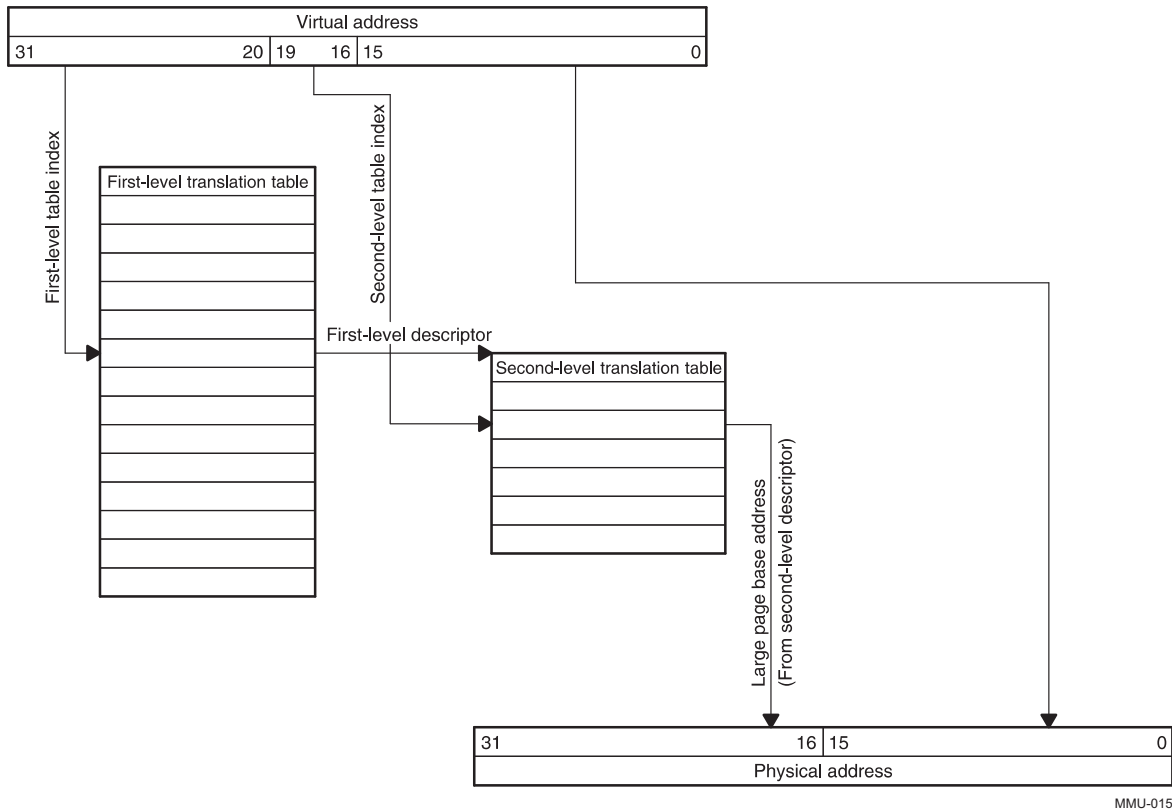 Virtual address
31 20 19 16 15 0
First-level table index
Second-level table index
First-level translation table
First-level descriptor
Second-level translation table
Large page base address
(From second-level descriptor)
31 16 15 0
Physical address
MMU-015